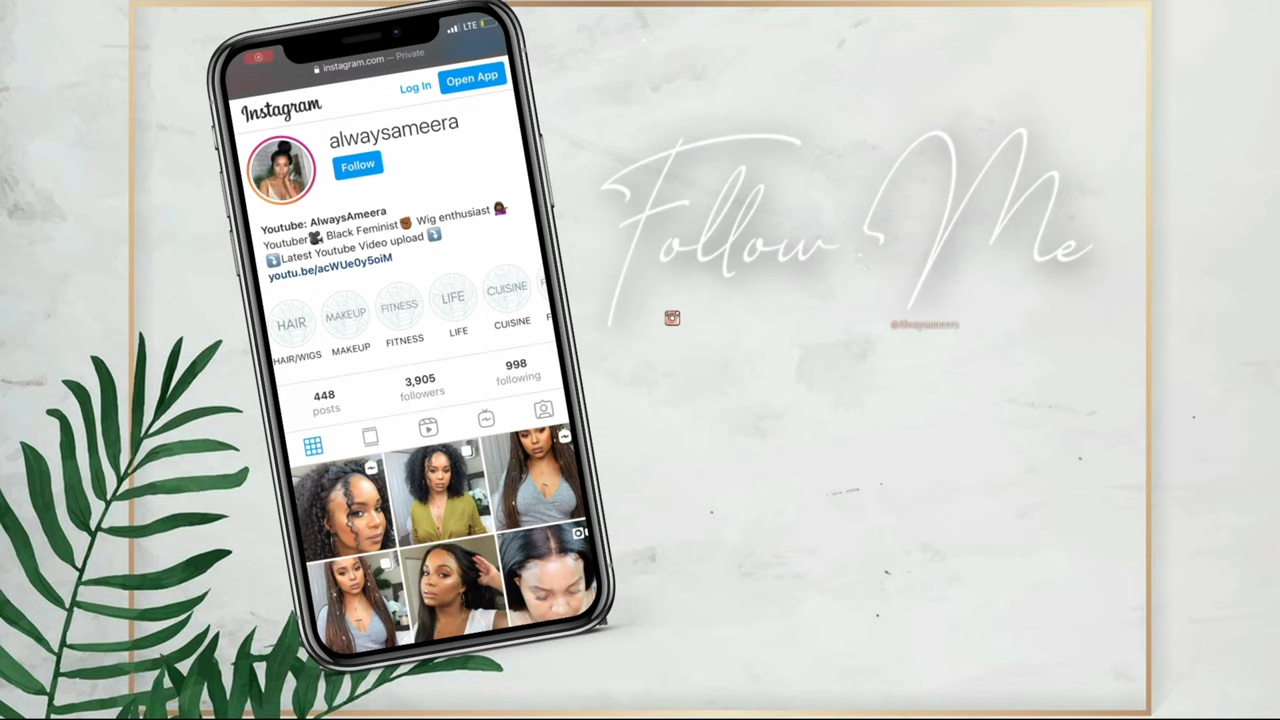 LTE
instagram.com — Private
Instagram
Log In
Open App
alwaysameera
Follow
Youtube: AlwaysAmeera
Youtuber🎥 Black Feminist✊🏾 Wig enthusiast 💁🏾‍♀️
⤵️Latest Youtube Video upload ⤵️
youtu.be/acWUe0y5oiM
HAIR
MAKEUP
FITNESS
LIFE
CUISINE
F
HAIR/WIGS
MAKEUP
FITNESS
LIFE
CUISINE
F
448
posts
3,905
followers
998
following
Follow Me
@Alwaysameera